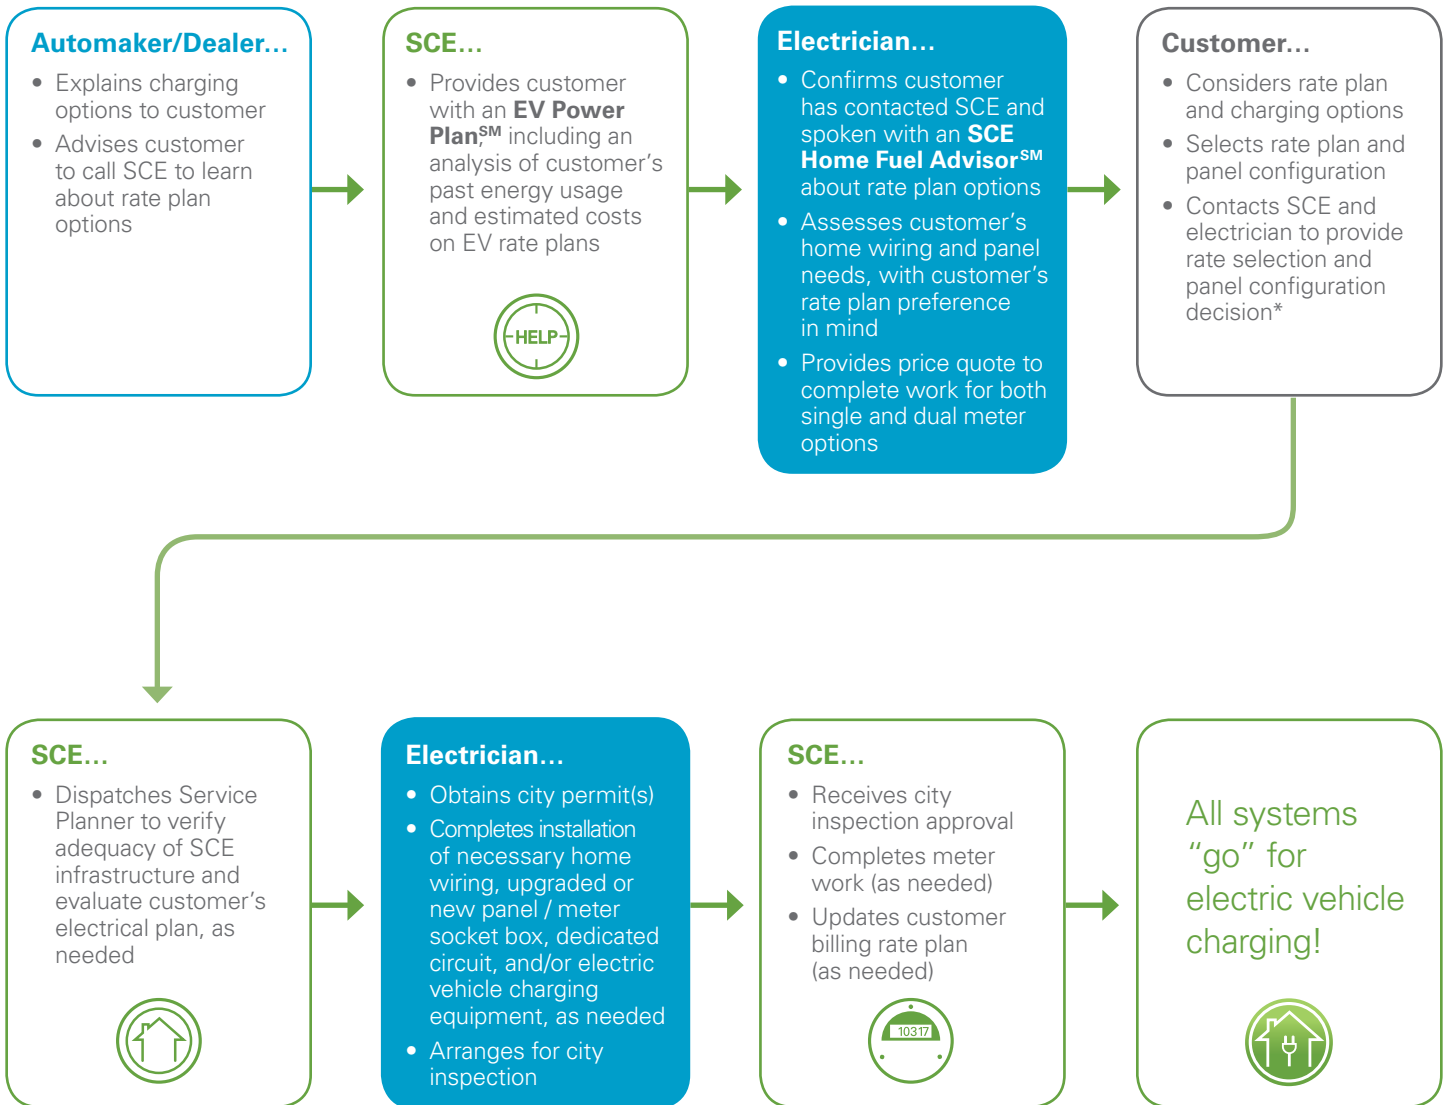 Automaker/Dealer…
• Explains charging
options to customer
• Advises customer
to call SCE to learn
about rate plan
options
SCE…
• Provides customer
with an EV Power
Plan,SM including an
analysis of customer’s
past energy usage
and estimated costs
on EV rate plans
HELP
Electrician…
• Confirms customer
has contacted SCE and
spoken with an SCE
Home Fuel AdvisorSM
about rate plan options
• Assesses customer’s
home wiring and panel
needs, with customer’s
rate plan preference
in mind
• Provides price quote to
complete work for both
single and dual meter
options
Customer…
• Considers rate plan
and charging options
• Selects rate plan and
panel configuration
• Contacts SCE and
electrician to provide
rate selection and
panel configuration
decision*
SCE…
• Dispatches Service
Planner to verify
adequacy of SCE
infrastructure and
evaluate customer’s
electrical plan, as
needed
Electrician…
• Obtains city permit(s)
• Completes installation
of necessary home
wiring, upgraded or
new panel / meter
socket box, dedicated
circuit, and/or electric
vehicle charging
equipment, as needed
• Arranges for city
inspection
SCE…
• Receives city
inspection approval
• Completes meter
work (as needed)
• Updates customer
billing rate plan
(as needed)
10317
All systems
“go” for
electric vehicle
charging!